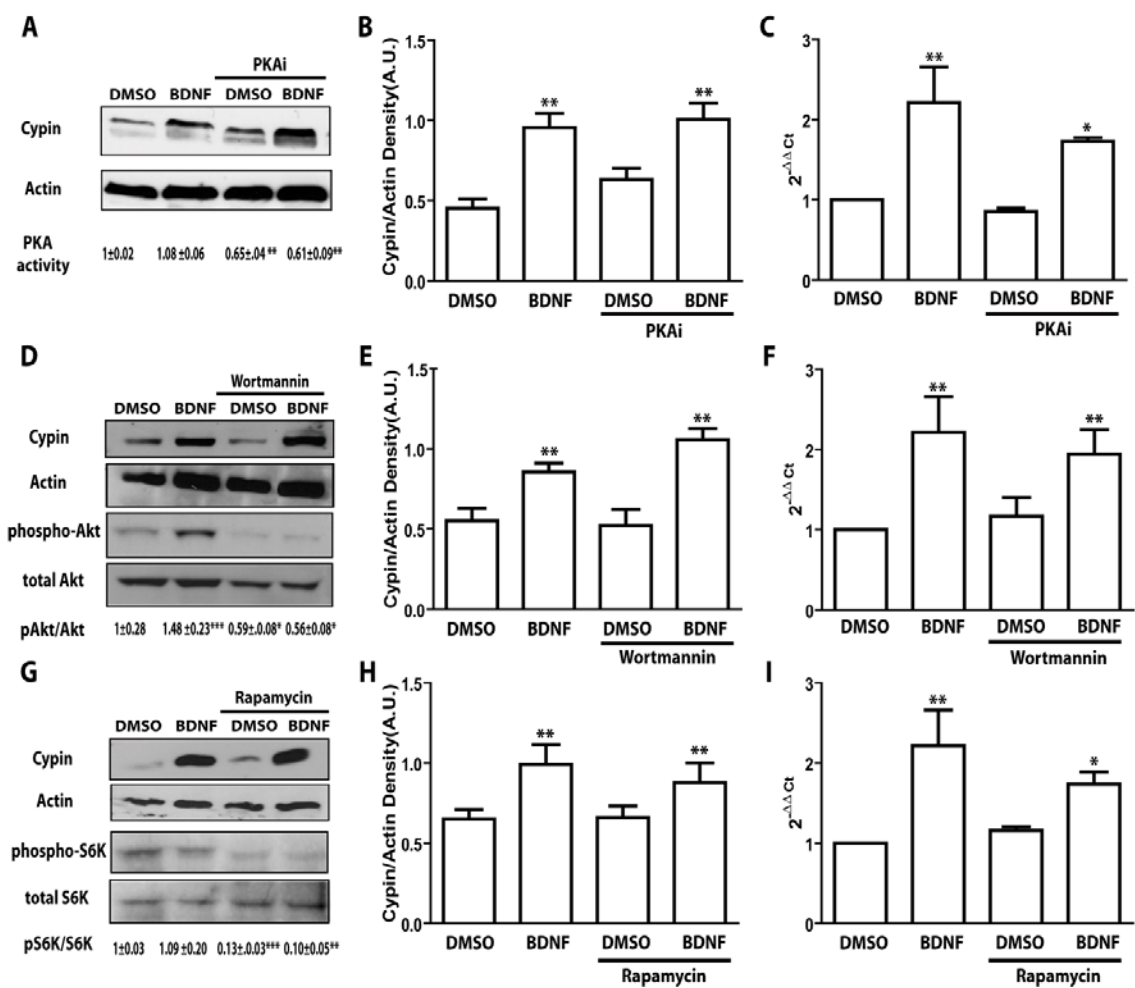 A
PKAi
DMSO BDNF DMSO BDNF
Cypin
Actin
PKA activity
1±0.02 1.08 ±0.06 0.65±.04 ** 0.61±0.09**
B
Cypin/Actin Density(A.U.)
1.5
1.0
0.5
0.0
** **
DMSO BDNF DMSO BDNF
PKAi
C
2-ΔΔ Ct
3
2
1
0
** *
DMSO BDNF DMSO BDNF
PKAi
D
Wortmannin
DMSO BDNF DMSO BDNF
Cypin
Actin
phospho-Akt
total Akt
pAkt/Akt 1±0.28 1.48 ±0.23*** 0.59±.0.08* 0.56±0.08*
E
Cypin/Actin Density(A.U.)
1.5
1.0
0.5
0.0
** **
DMSO BDNF DMSO BDNF
Wortmannin
F
2-ΔΔ Ct
3
2
1
0
** **
DMSO BDNF DMSO BDNF
Wortmannin
G
Rapamycin
DMSO BDNF DMSO BDNF
Cypin
Actin
phospho-S6K
total S6K
pS6K/S6K 1±0.03 1.09 ±0.20 0.13±.0.03*** 0.10±0.05**
H
Cypin/Actin Density(A.U.)
1.5
1.0
0.5
0.0
** **
DMSO BDNF DMSO BDNF
Rapamycin
I
2-ΔΔ Ct
3
2
1
0
** *
DMSO BDNF DMSO BDNF
Rapamycin